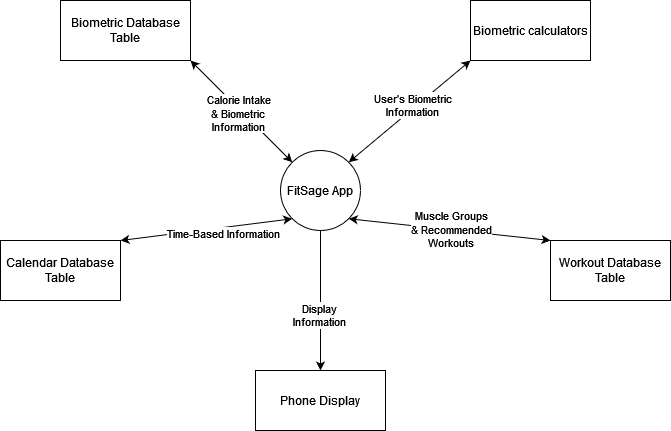 Biometric Database
Table
Biometric calculators
Calorie Intake
& Biometric
Information
User's Biometric
Information
FitSage App
Time-Based Information
Muscle Groups
& Recommended
Workouts
Calendar Database
Table
Workout Database
Table
Display
Information
Phone Display